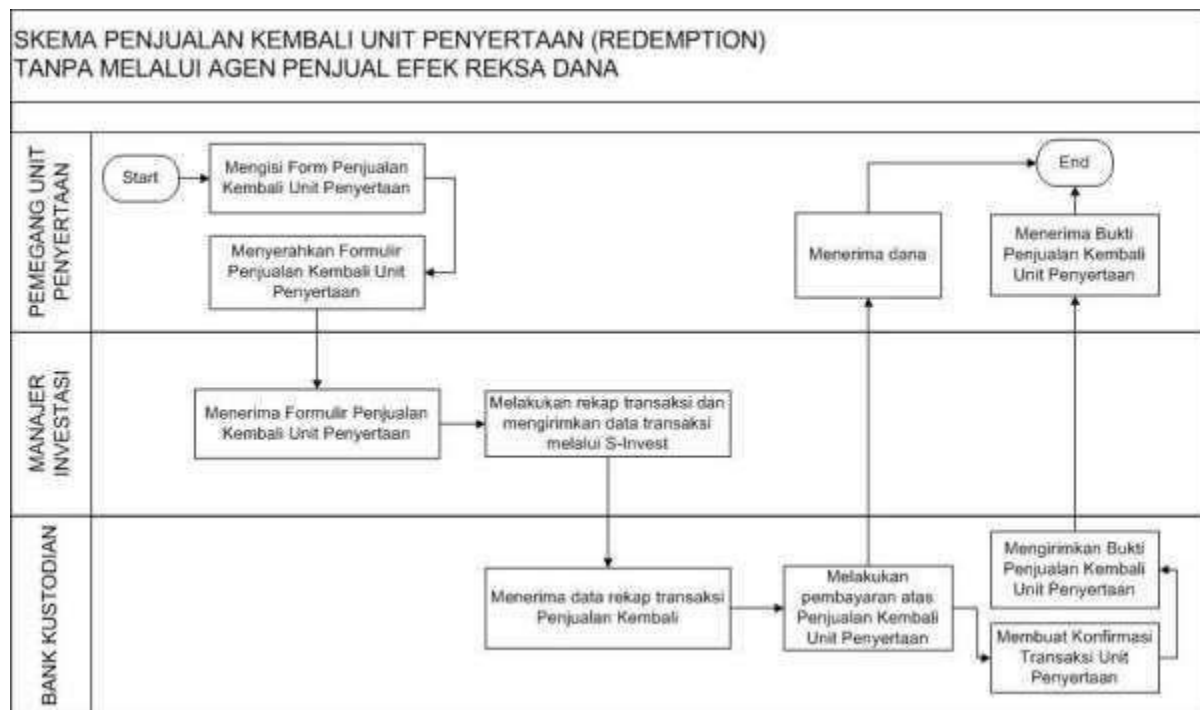 SKEMA PENJUALAN KEMBALI UNIT PENYERTAAN (REDEMPTION)
TANPA MELALUI AGEN PENJUAL EFEK REKSA DANA
PEMEGANG UNIT
PENYERTAAN
Start
Mengisi Form Penjualan
Kembali Unit Penyertaan
Menyerahkan Formulir
Penjualan Kembali Unit
Penyertaan
Menerima dana
End
Menerima Bukti
Penjualan Kembali
Unit Penyertaan
MANAJER
INVESTASI
Menerima Formulir Penjualan
Kembali Unit Penyertaan
Melakukan rekap transaksi dan
mengirimkan data transaksi
melalui S-Invest
BANK KUSTODIAN
Menerima data rekap transaksi
Penjualan Kembali
Melakukan
pembayaran atas
Penjualan Kembali
Unit Penyertaan
Mengirimkan Bukti
Penjualan Kembali
Unit Penyertaan
Membuat Konfirmasi
Transaksi Unit
Penyertaan